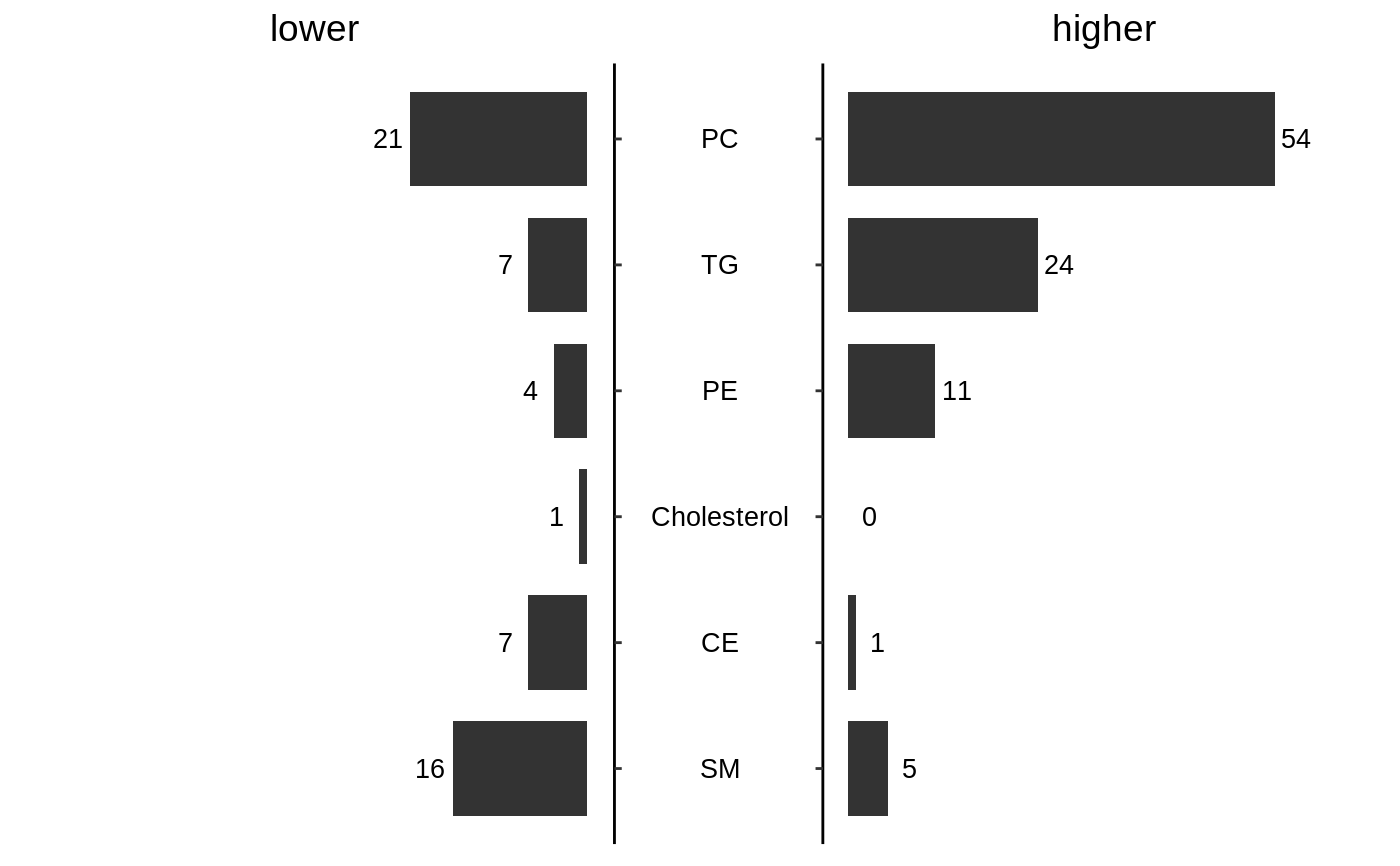 lower higher
21 PC 54
7 TG 24
4 PE 11
1 Cholesterol 0
7 CE 1
16 SM 5